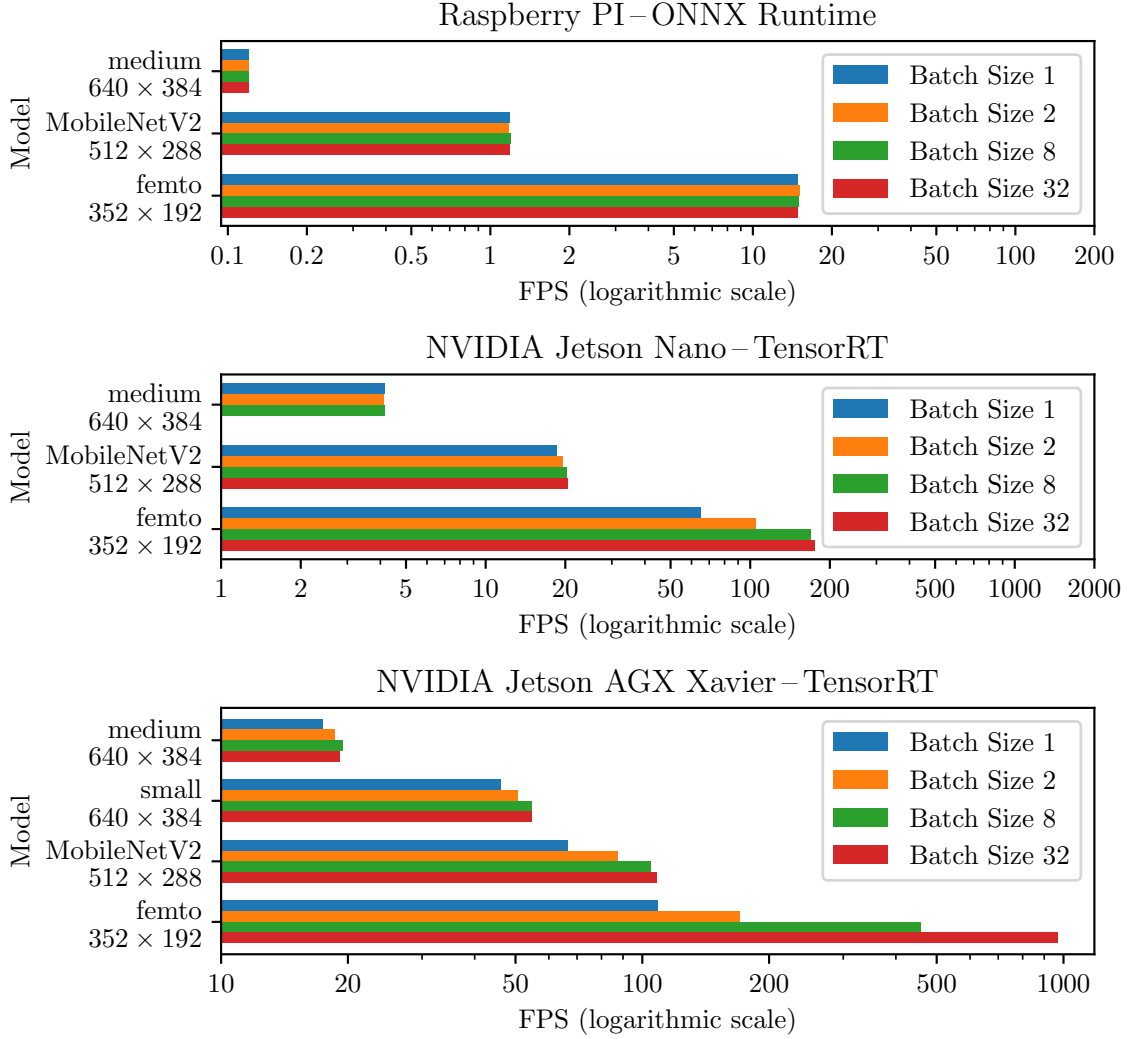 Raspberry PI – ONNX Runtime
Model
medium
640 × 384
MobileNetV2
512 × 288
femto
352 × 192
Batch Size 1
Batch Size 2
Batch Size 8
Batch Size 32
0.1 0.2 0.5 1 2 5 10 20 50 100 200
FPS (logarithmic scale)
NVIDIA Jetson Nano – TensorRT
Model
medium
640 × 384
MobileNetV2
512 × 288
femto
352 × 192
Batch Size 1
Batch Size 2
Batch Size 8
Batch Size 32
1 2 5 10 20 50 100 200 500 1000 2000
FPS (logarithmic scale)
NVIDIA Jetson AGX Xavier – TensorRT
Model
medium
640 × 384
small
640 × 384
MobileNetV2
512 × 288
femto
352 × 192
Batch Size 1
Batch Size 2
Batch Size 8
Batch Size 32
10 20 50 100 200 500 1000
FPS (logarithmic scale)